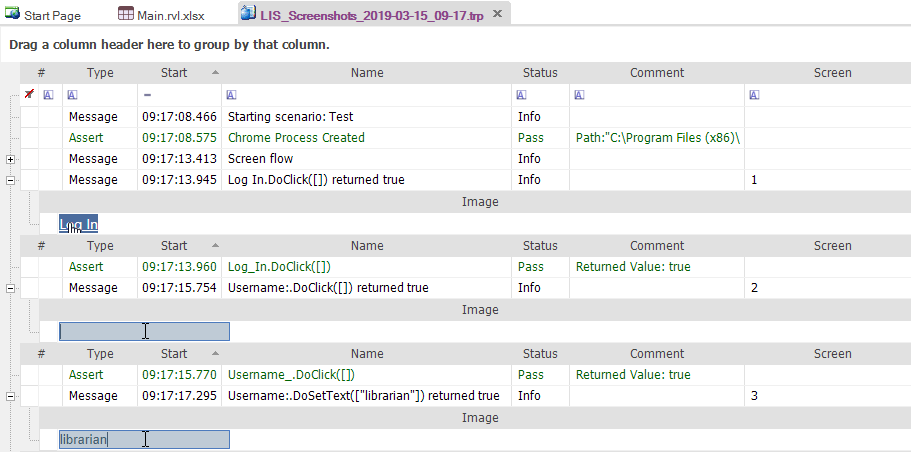 Start Page Main.rvl.xlsx LIS_Screenshots_2019-03-15_09-17.trp
Drag a column header here to group by that column.
# Type Start Name Status Comment Screen
Message 09:17:08.466 Starting scenario: Test Info
Assert 09:17:08.575 Chrome Process Created Pass Path:"C:\Program Files (x86)\
Message 09:17:13.413 Screen flow Info
Message 09:17:13.945 Log In.DoClick([]) returned true Info 1
Image
Log In
# Type Start Name Status Comment Screen
Assert 09:17:13.960 Log_In.DoClick([]) Pass Returned Value: true
Message 09:17:15.754 Username:.DoClick([]) returned true Info 2
Image
# Type Start Name Status Comment Screen
Assert 09:17:15.770 Username_.DoClick([]) Pass Returned Value: true
Message 09:17:17.295 Username:.DoSetText(["librarian"]) returned true Info 3
Image
librarian